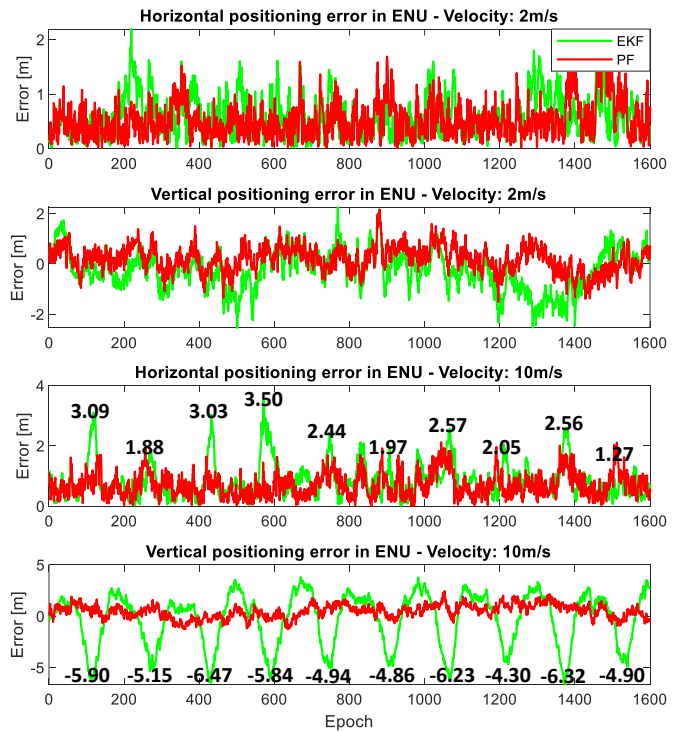 Horizontal positioning error in ENU - Velocity: 2m/s
EKF
PF
Error [m]
2
1
0
0 200 400 600 800 1000 1200 1400 1600
Vertical positioning error in ENU - Velocity: 2m/s
Error [m]
2
0
-2
0 200 400 600 800 1000 1200 1400 1600
Horizontal positioning error in ENU - Velocity: 10m/s
Error [m]
4
2
0
3.09 1.88 3.03 3.50 2.44 1.97 2.57 2.05 2.56 1.27
0 200 400 600 800 1000 1200 1400 1600
Vertical positioning error in ENU - Velocity: 10m/s
Error [m]
5
0
-5
-5.90 -5.15 -6.47 -5.84 -4.94 -4.86 -6.23 -4.30 -6.32 -4.90
0 200 400 600 800 1000 1200 1400 1600
Epoch